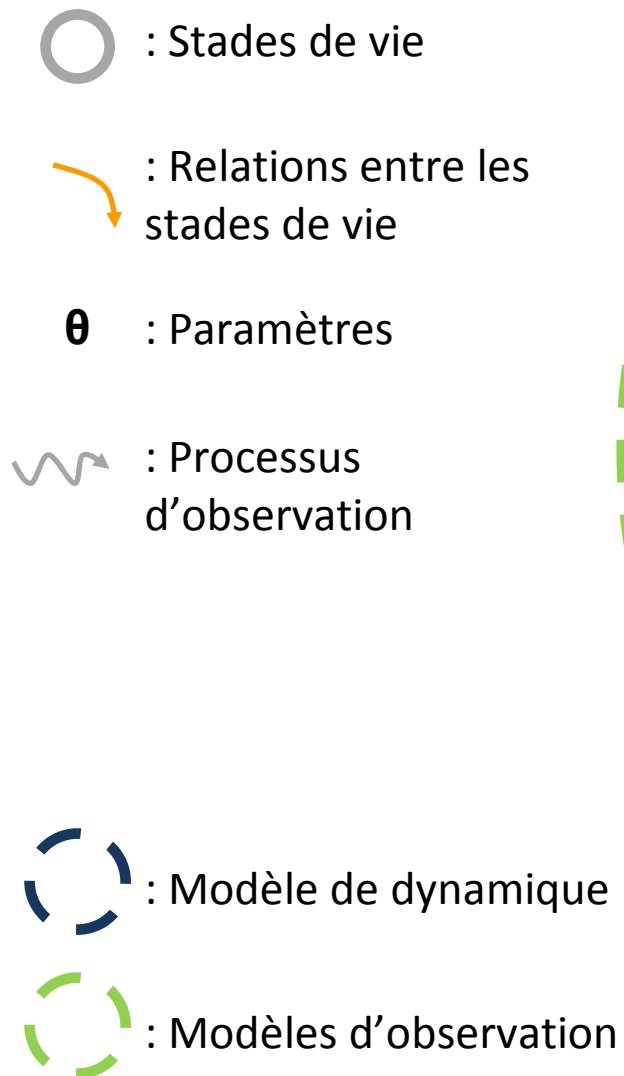 : Stades de vie
: Relations entre les
stades de vie
θ : Paramètres
: Processus
d’observation
: Modèle de dynamique
: Modèles d’observation